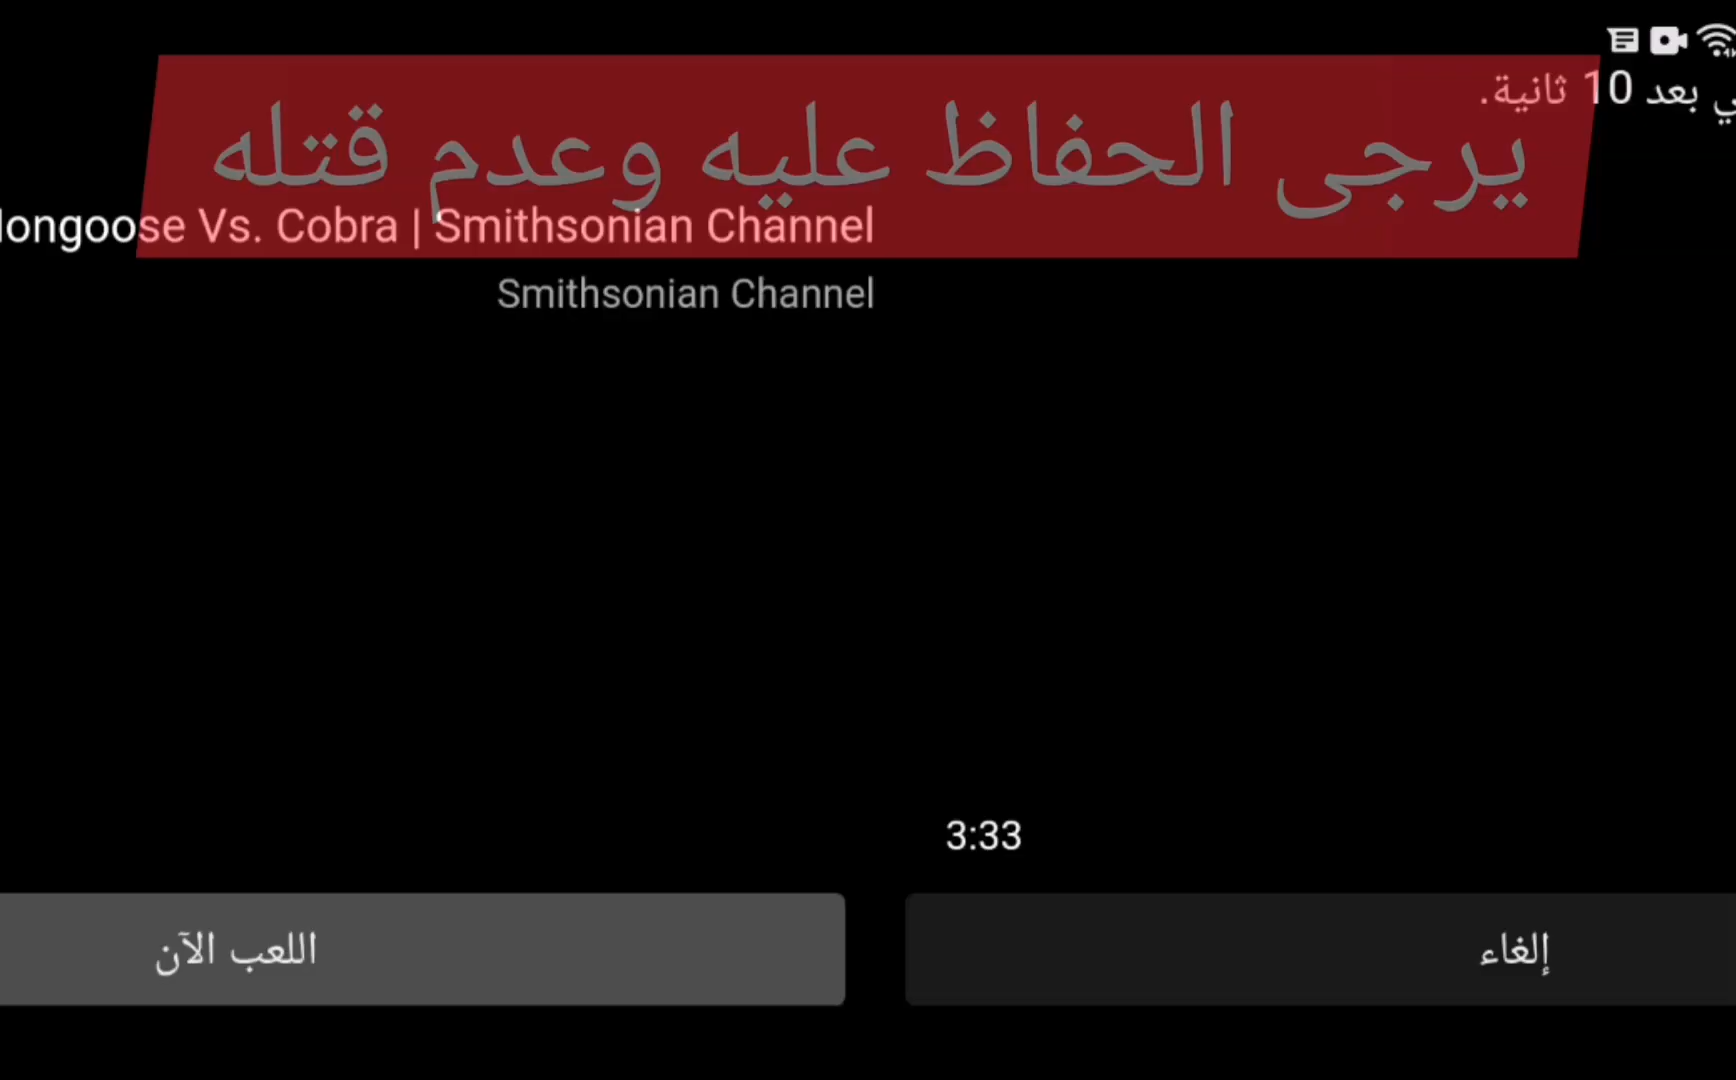 بعد 10 ثانية.
يرجى الحفاظ عليه وعدم قتله
ongoose Vs. Cobra | Smithsonian Channel
Smithsonian Channel
3:33
اللعب الآن
إلغاء